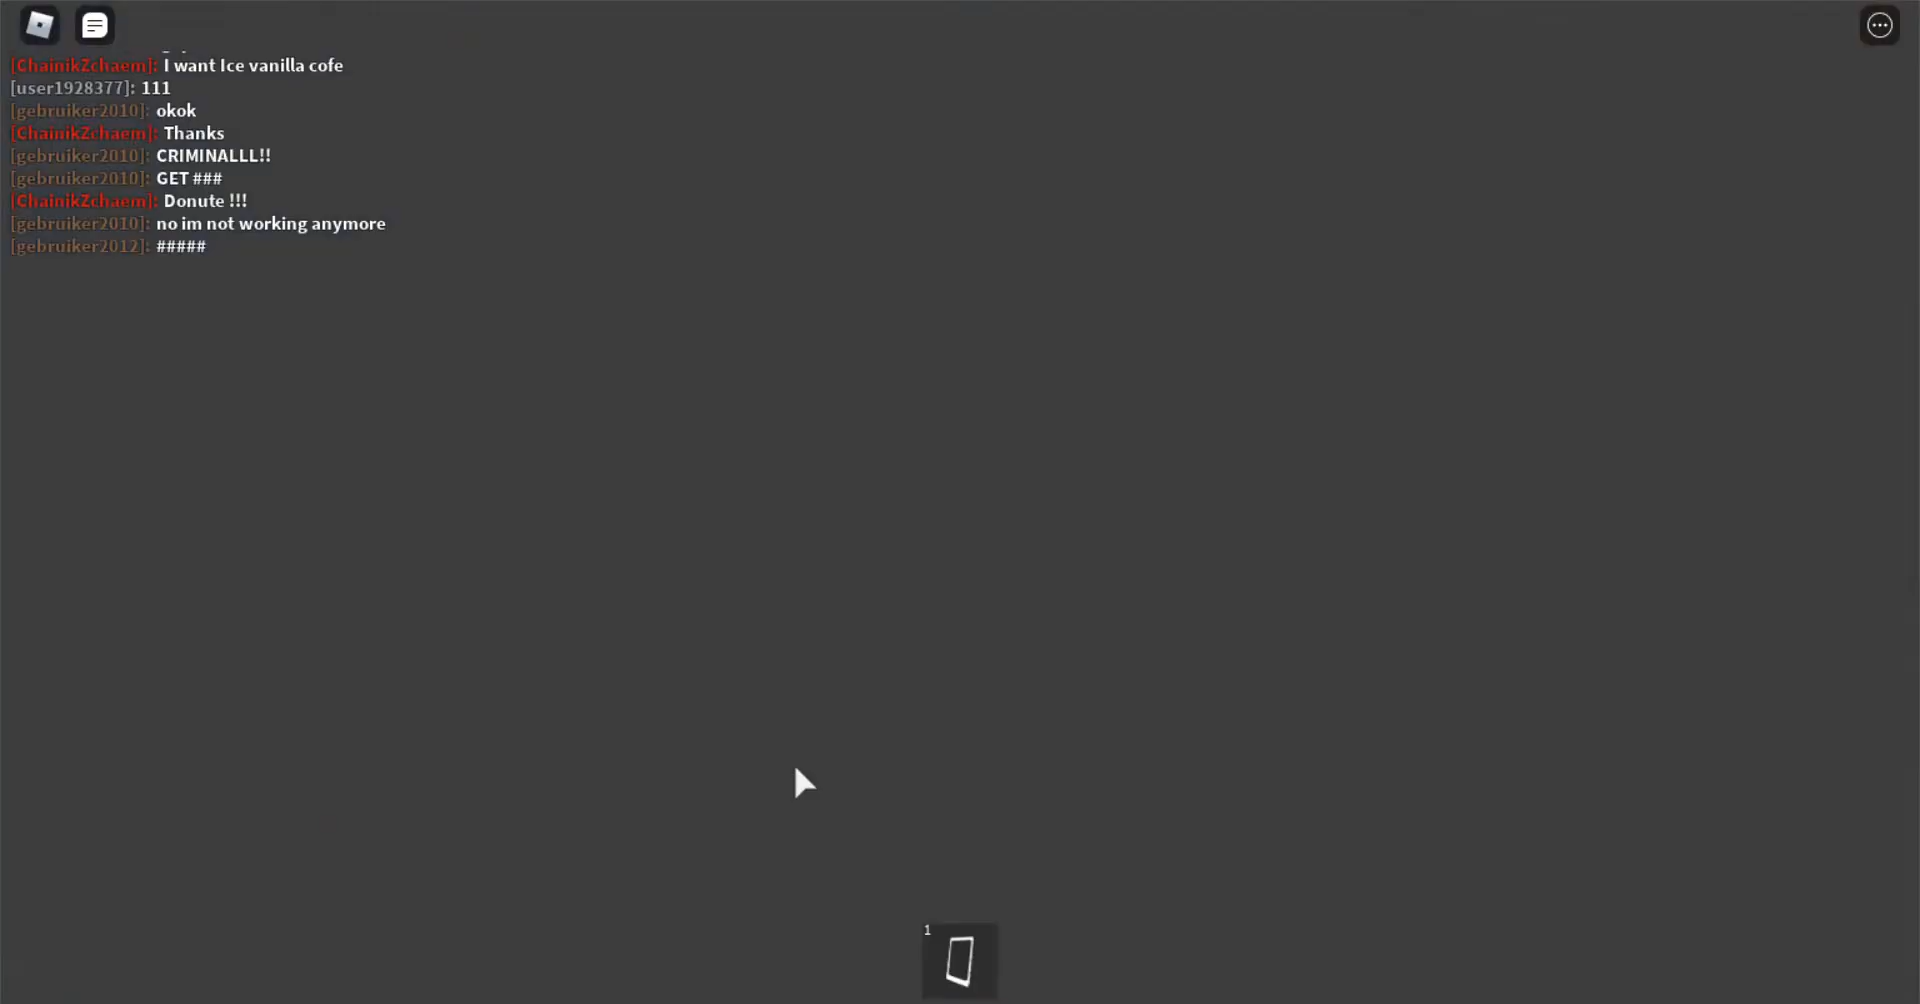 [ChainikZchaem]: I want Ice vanilla cofe
[user1928377]: 111
[gebruiker2010]: okok
[ChainikZchaem]: Thanks
[gebruiker2010]: CRIMINALLL!!
[gebruiker2010]: GET ###
[ChainikZchaem]: Donute !!!
[gebruiker2010]: no im not working anymore
[gebruiker2012]: #####
1